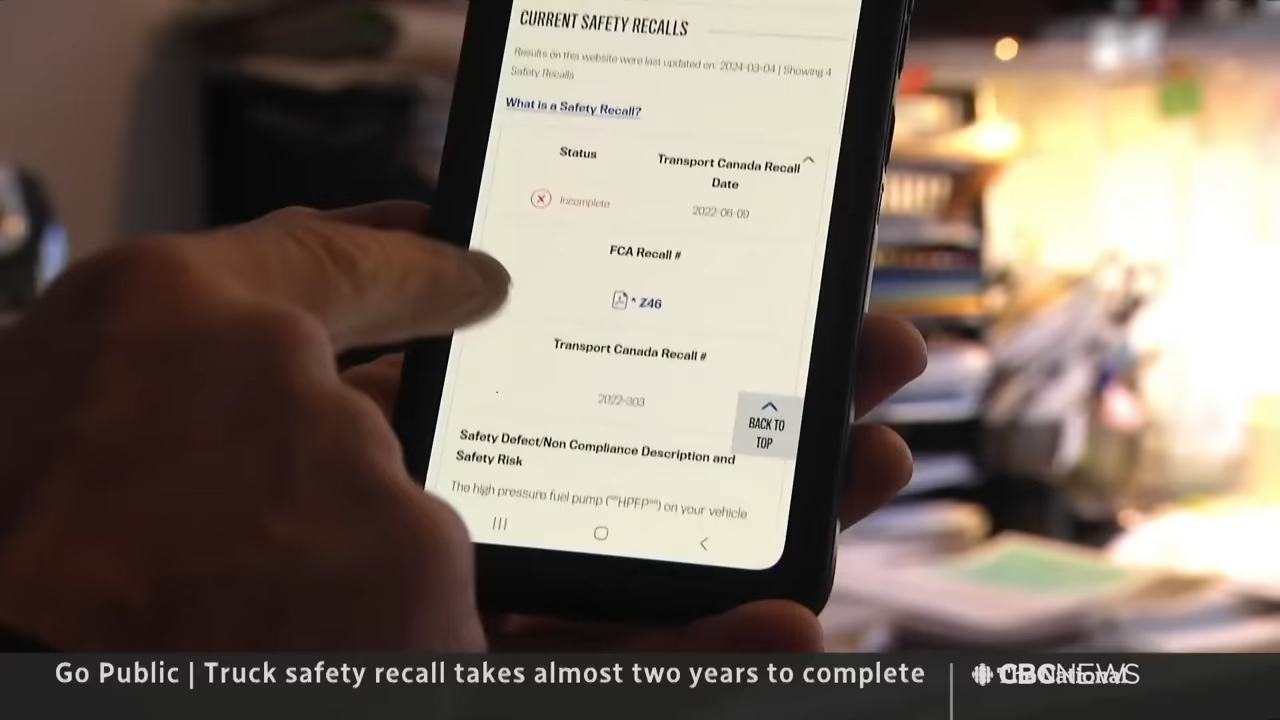 CURRENT SAFETY RECALLS
Results on this website were last updated on: 2024-03-04 | Showing 4
Safety Recalls
What is a Safety Recall?
Status
Transport Canada Recall
Date
Incomplete
2022-06-09
FCA Recall #
* Z46
Transport Canada Recall #
2022-303
BACK TO
TOP
Safety Defect/Non Compliance Description and
Safety Risk
The high pressure fuel pump (""HPFP"") on your vehicle
Go Public | Truck safety recall takes almost two years to complete
CBC NEWS